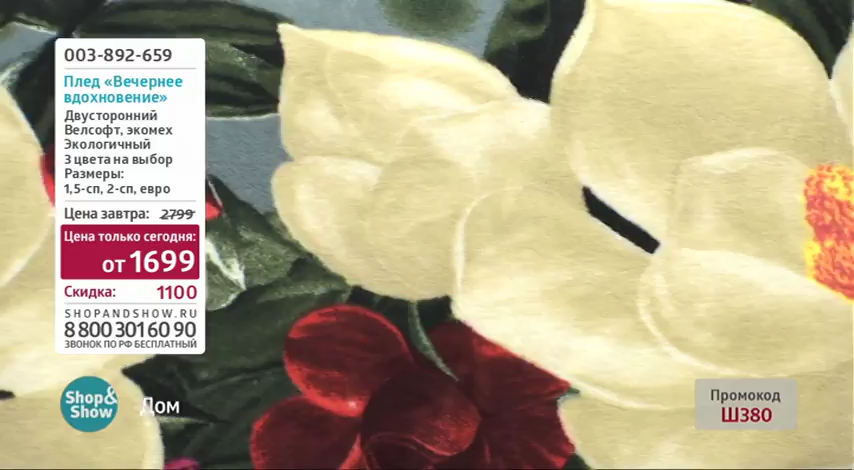 003-892-659
Плед «Вечернее
вдохновение»
Двусторонний
Велсофт, экомех
Экологичный
3 цвета на выбор
Размеры:
1,5-сп, 2-сп, евро
Цена завтра: 2799
Цена только сегодня:
от 1699
Скидка: 1100
SHOPANDSHOW.RU
8 800 301 60 90
ЗВОНОК ПО РФ БЕСПЛАТНЫЙ
Shop&
Show
Дом
Промокод
Ш380